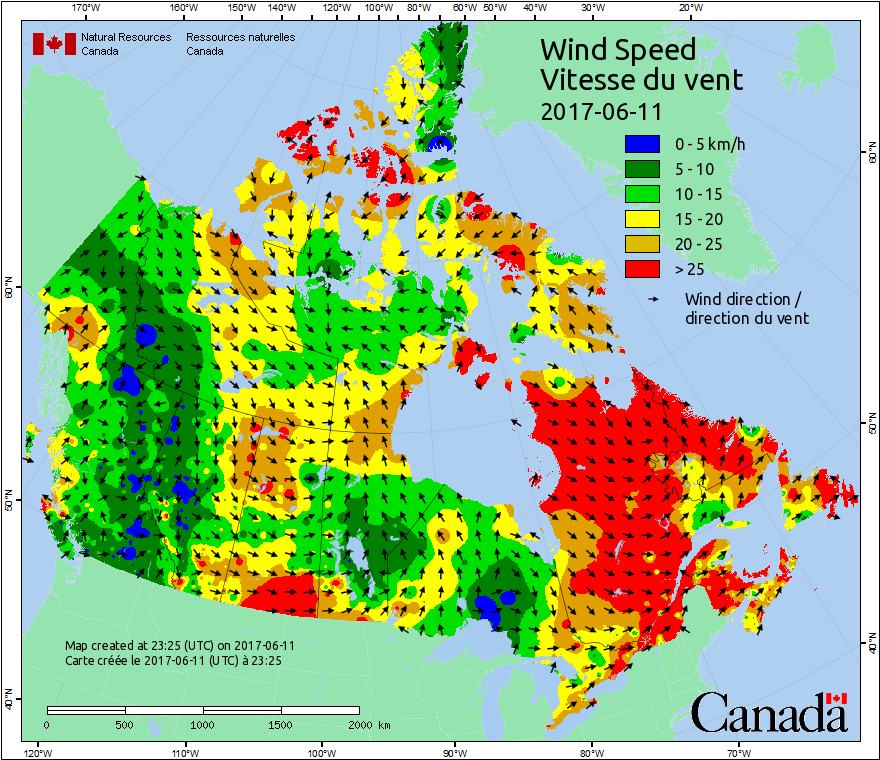 170°W 160°W 150°W 140°W 120°W 100°W 80°W 60°W 50°W 40°W 30°W 20°W
Natural Resources Ressources naturelles
Canada Canada
Wind Speed
Vitesse du vent
2017-06-11
0 - 5 km/h
5 - 10
10 - 15
15 - 20
20 - 25
> 25
Wind direction /
direction du vent
60°N
60°N
50°N
50°N
40°N
40°N
Map created at 23:25 (UTC) on 2017-06-11
Carte créée le 2017-06-11 (UTC) à 23:25
0 500 1000 1500 2000 km
Canada
120°W 110°W 100°W 90°W 80°W 70°W